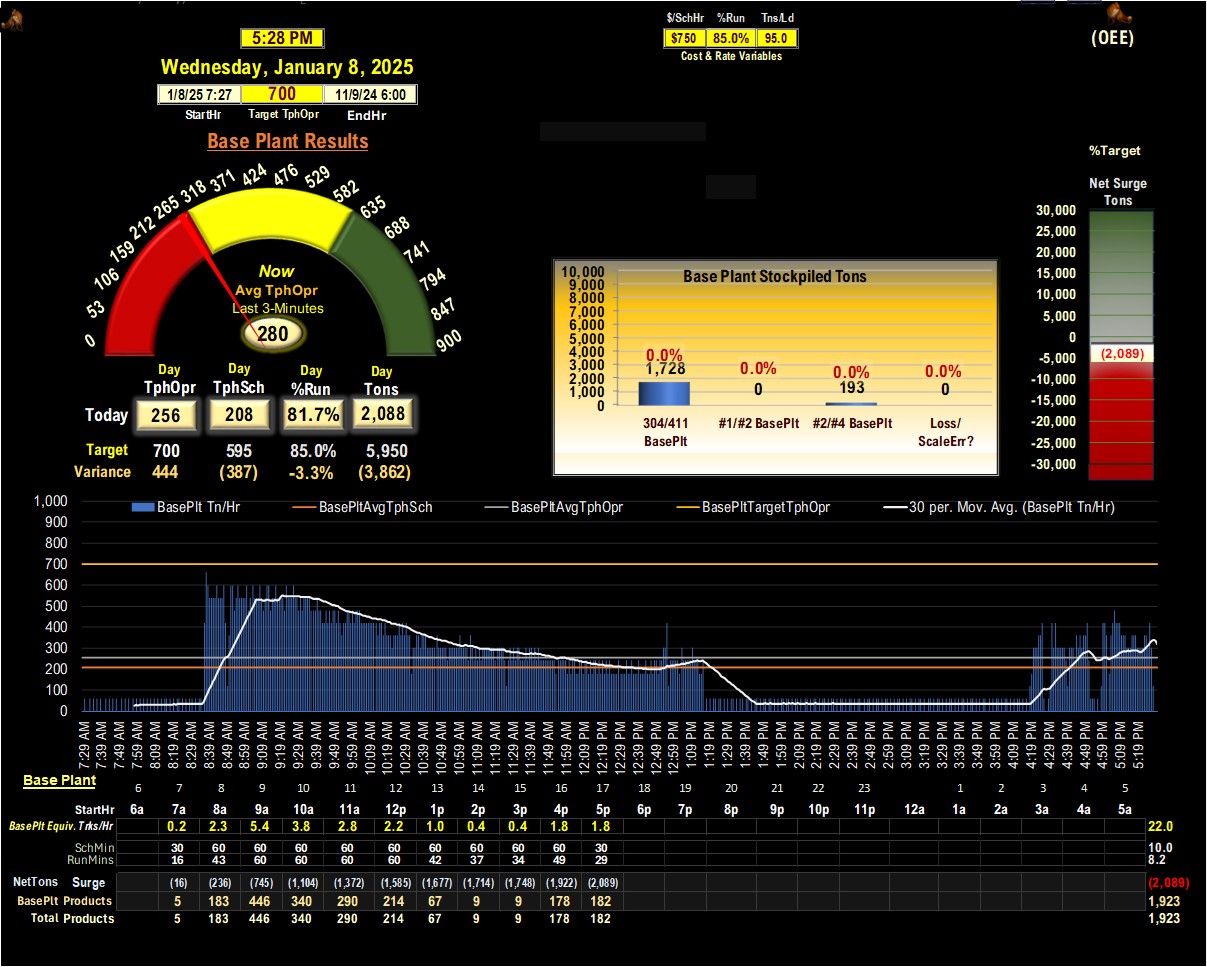 $/SchHr %Run Tns/Ld
5:28 PM
$750 85.0% 95.0
(OEE)
Cost & Rate Variables
Wednesday, January 8, 2025
1/8/25 7:27 700 11/9/24 6:00
StartHr Target TphOpr EndHr
Base Plant Results
%Target
Net Surge
Tons
0 53 106 159 212 265 318 371 424 476 529 582 635 688 741 794 847 900
Now
Avg TphOpr
Last 3-Minutes
280
30,000
25,000
20,000
15,000
10,000
5,000
0
-5,000
-10,000
-15,000
-20,000
-25,000
-30,000
(2,089)
Base Plant Stockpiled Tons
10,000
9,000
8,000
7,000
6,000
5,000
4,000
3,000
2,000
1,000
0
0.0% 0.0% 0.0% 0.0%
1,728 0 193 0
304/411 #1/#2 BasePlt #2/#4 BasePlt Loss/
BasePlt ScaleErr?
Day Day Day Day
TphOpr TphSch %Run Tons
Today 256 208 81.7% 2,088
Target 700 595 85.0% 5,950
Variance 444 (387) -3.3% (3,862)
BasePlt Tn/Hr BasePltAvgTphSch BasePltAvgTphOpr BasePltTargetTphOpr 30 per. Mov. Avg. (BasePlt Tn/Hr)
1,000
900
800
700
600
500
400
300
200
100
0
7:29 AM 7:39 AM 7:49 AM 7:59 AM 8:09 AM 8:19 AM 8:29 AM 8:39 AM 8:49 AM 8:59 AM 9:09 AM 9:19 AM 9:29 AM 9:39 AM 9:49 AM 9:59 AM 10:09 AM 10:19 AM 10:29 AM 10:39 AM 10:49 AM 10:59 AM 11:09 AM 11:19 AM 11:29 AM 11:39 AM 11:49 AM 11:59 AM 12:09 PM 12:19 PM 12:29 PM 12:39 PM 12:49 PM 12:59 PM 1:09 PM 1:19 PM 1:29 PM 1:39 PM 1:49 PM 1:59 PM 2:09 PM 2:19 PM 2:29 PM 2:39 PM 2:49 PM 2:59 PM 3:09 PM 3:19 PM 3:29 PM 3:39 PM 3:49 PM 3:59 PM 4:09 PM 4:19 PM 4:29 PM 4:39 PM 4:49 PM 4:59 PM 5:09 PM 5:19 PM
Base Plant
6 7 8 9 10 11 12 13 14 15 16 17 18 19 20 21 22 23 1 2 3 4 5
StartHr 6a 7a 8a 9a 10a 11a 12p 1p 2p 3p 4p 5p 6p 7p 8p 9p 10p 11p 12a 1a 2a 3a 4a 5a
BasePlt Equiv. Trks/Hr 0.2 2.3 5.4 3.8 2.8 2.2 1.0 0.4 0.4 1.8 1.8 22.0
SchMin 30 60 60 60 60 60 60 60 60 60 30 10.0
RunMins 16 43 60 60 60 60 42 37 34 49 29 8.2
NetTons Surge (16) (236) (745) (1,104) (1,372) (1,585) (1,677) (1,714) (1,748) (1,922) (2,089) (2,089)
BasePlt Products 5 183 446 340 290 214 67 9 9 178 182 1,923
Total Products 5 183 446 340 290 214 67 9 9 178 182 1,923